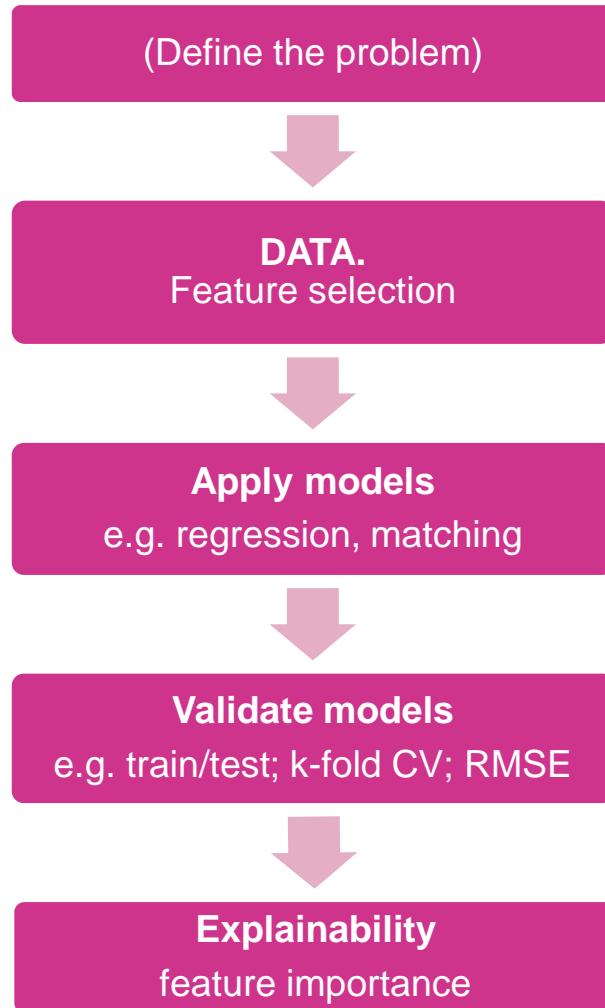 (Define the problem)
DATA.
Feature selection
Apply models
e.g. regression, matching
Validate models
e.g. train/test; k-fold CV; RMSE
Explainability
feature importance